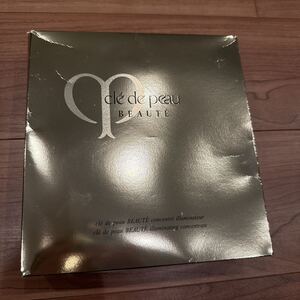 clé de peau
BEAUTÉ
clé de peau BEAUTÉ concentré illuminateur
clé de peau BEAUTÉ illuminating concentrate